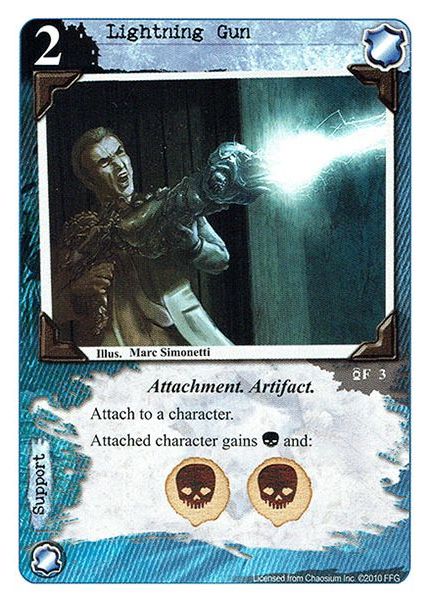 2
Lightning Gun
Illus. Marc Simonetti
F 3
Attachment. Artifact.
Attach to a character.
Attached character gains and:
Support
Licensed from Chaosium Inc. ©2010 FFG